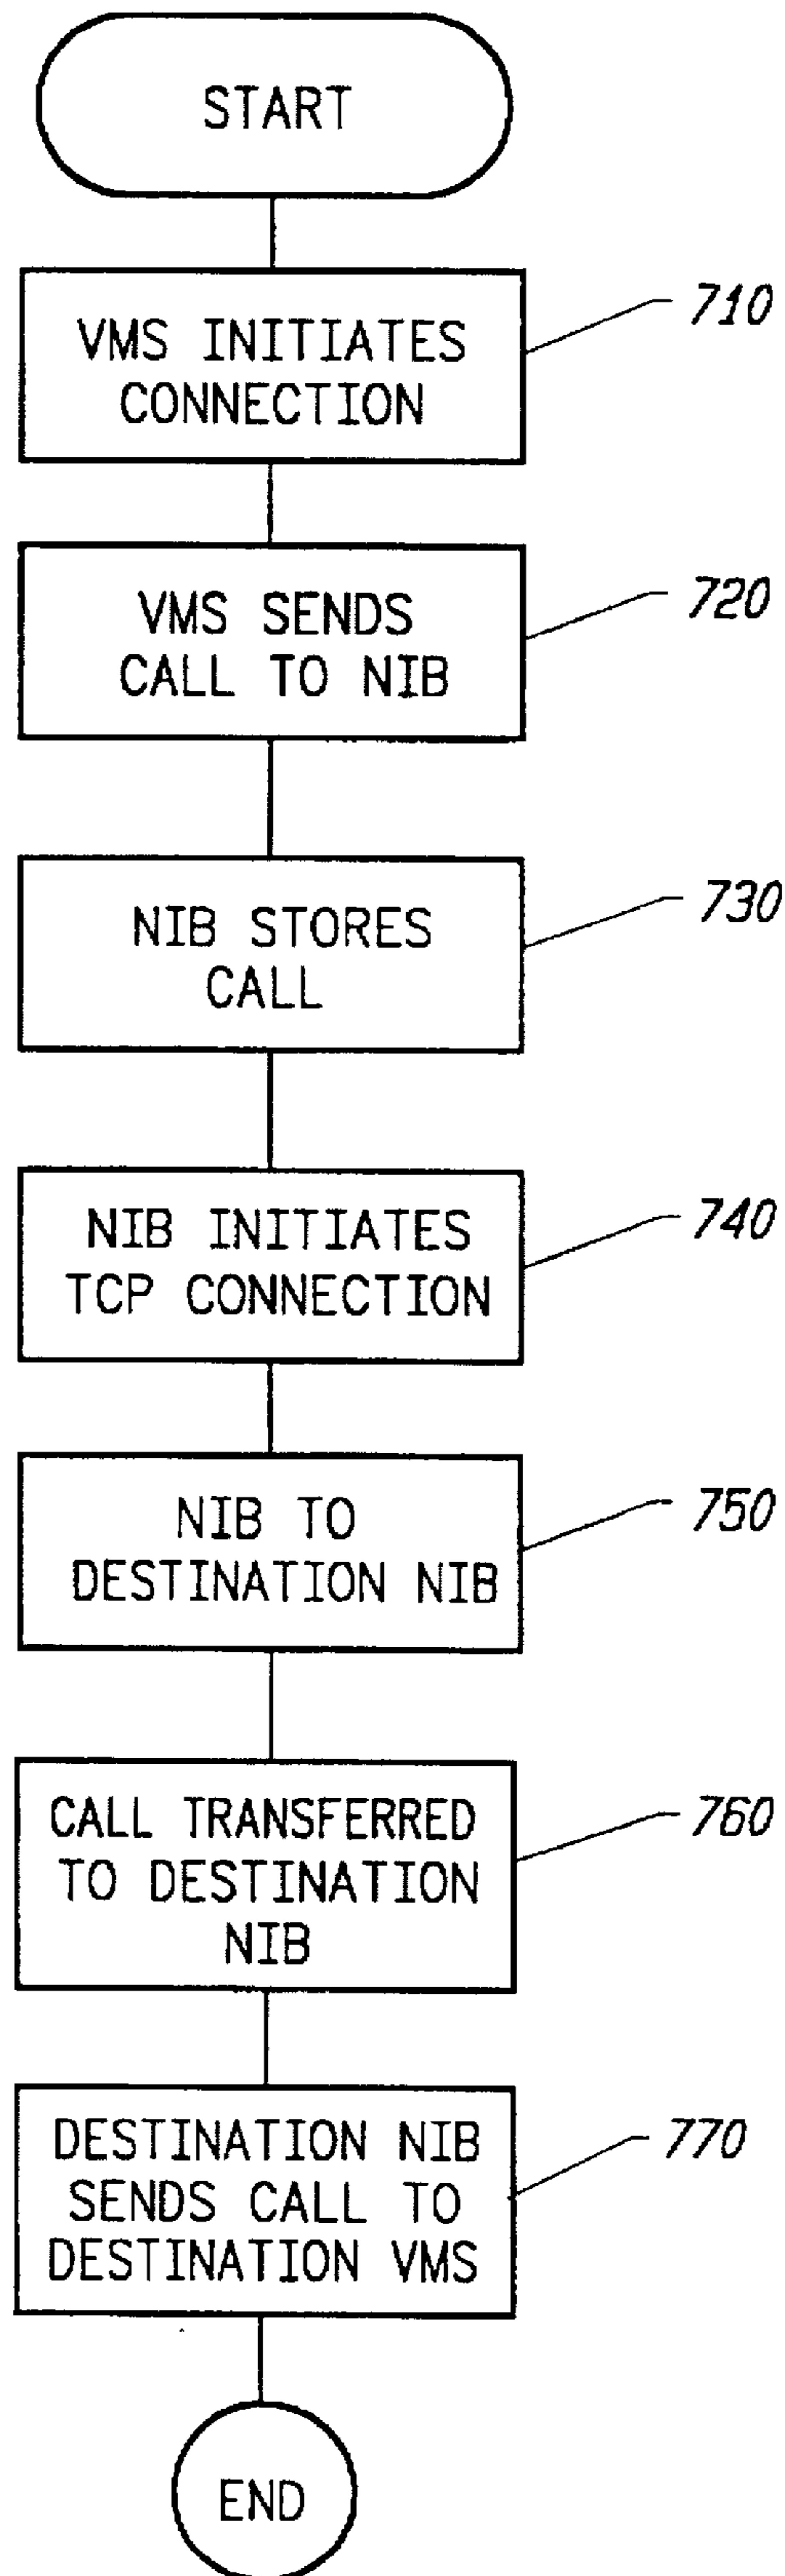 START
VMS INITIATES
CONNECTION
710
VMS SENDS
CALL TO NIB
720
NIB STORES
CALL
730
NIB INITIATES
TCP CONNECTION
740
NIB TO
DESTINATION NIB
750
CALL TRANSFERRED
TO DESTINATION
NIB
760
DESTINATION NIB
SENDS CALL TO
DESTINATION VMS
770
END